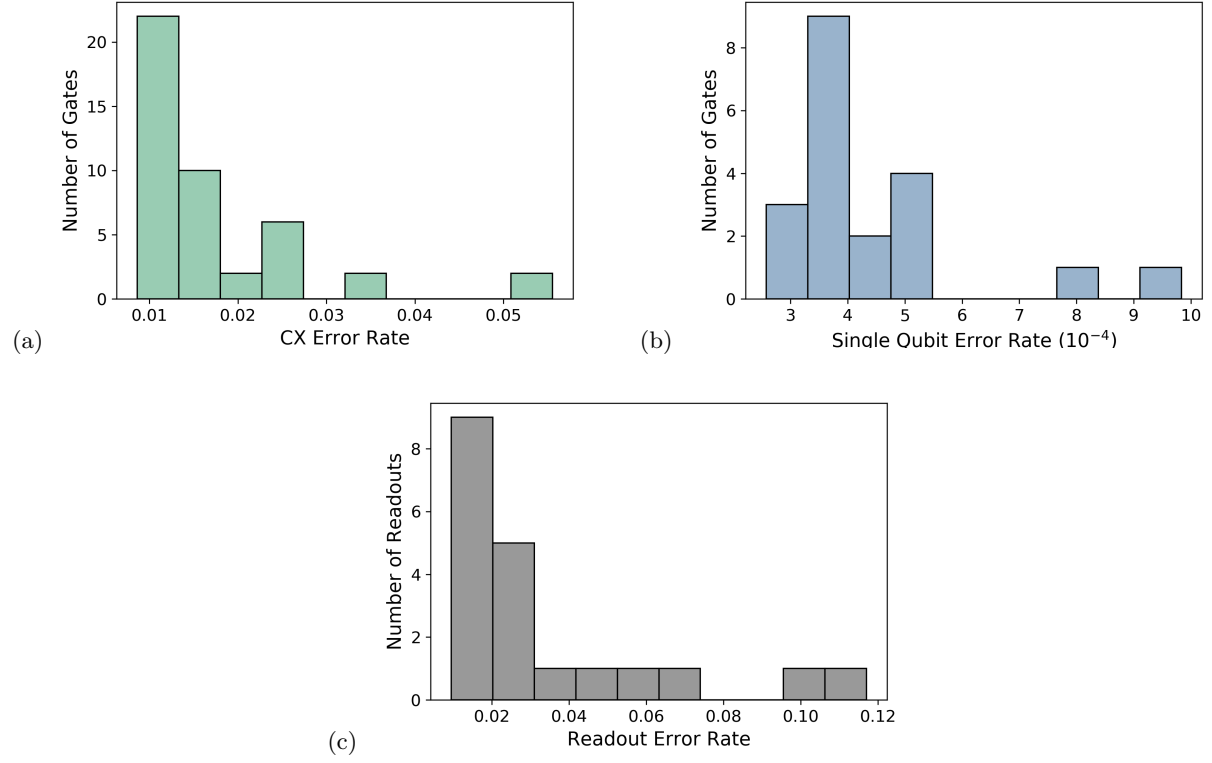 20
15
10
5
0
Number of Gates
0.01 0.02 0.03 0.04 0.05
CX Error Rate
(a)
8
6
4
2
0
Number of Gates
3 4 5 6 7 8 9 10
Single Qubit Error Rate (10⁻⁴)
(b)
8
6
4
2
0
Number of Readouts
0.02 0.04 0.06 0.08 0.10 0.12
Readout Error Rate
(c)